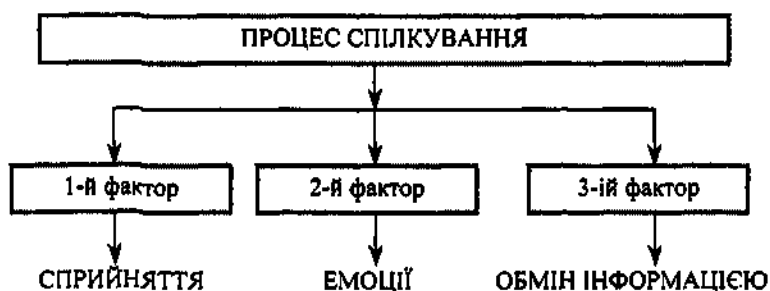 ПРОЦЕС СПІЛКУВАННЯ
1-й фактор 2-й фактор 3-ій фактор
СПРИЙНЯТТЯ ЕМОЦІЇ ОБМІН ІНФОРМАЦІЄЮ